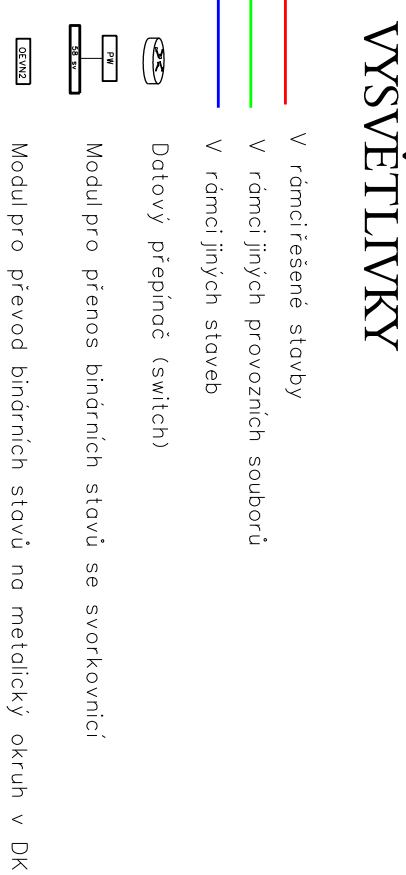 VYSVĚTLIVKY
V rámci řešené stavby
V rámci jiných provozních souborů
V rámci jiných staveb
Datový přepínač (switch)
PW
58 sv
Modul pro přenos binárních stavů se svorkovnicí
OEVN2
Modul pro převod binárních stavů na metalický okruh v DK